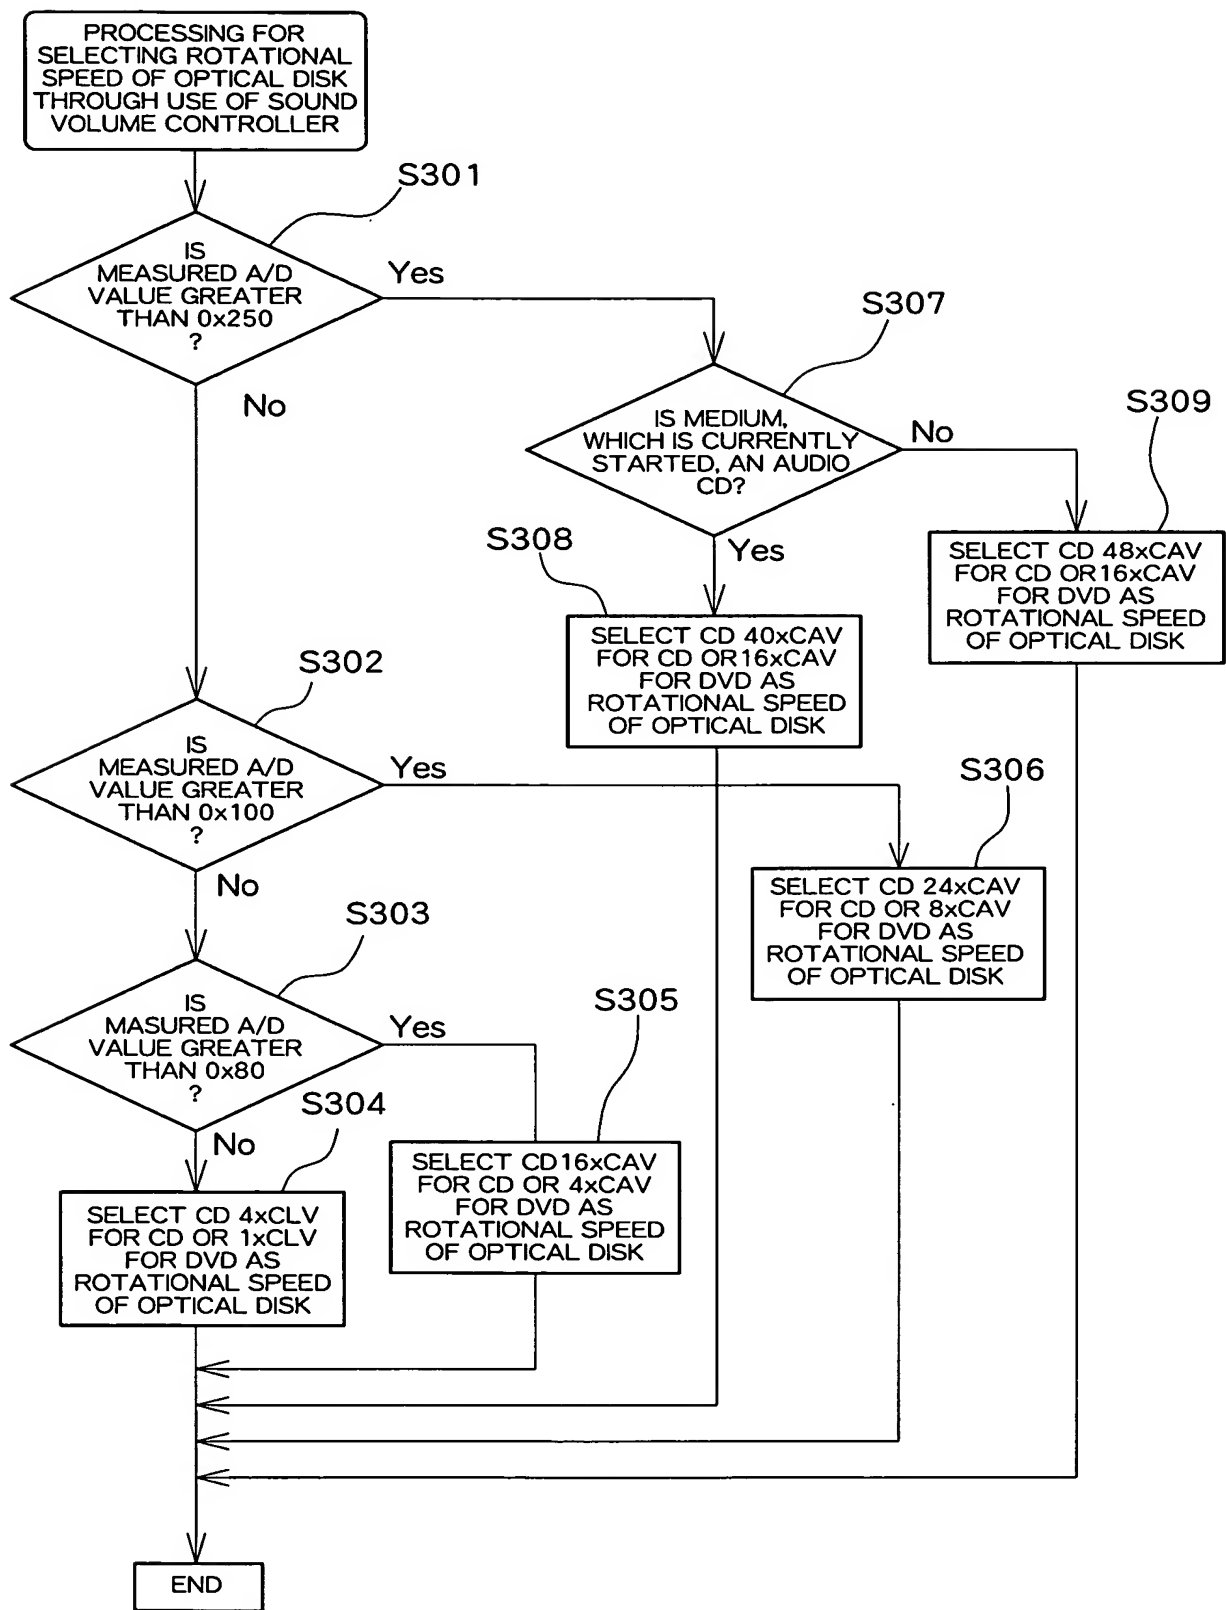 PROCESSING FOR
SELECTING ROTATIONAL
SPEED OF OPTICAL DISK
THROUGH USE OF SOUND
VOLUME CONTROLLER
S301
IS
MEASURED A/D
VALUE GREATER
THAN 0x250
?
Yes
No
S307
IS MEDIUM,
WHICH IS CURRENTLY
STARTED, AN AUDIO
CD?
No
Yes
S309
SELECT CD 48xCAV
FOR CD OR 16xCAV
FOR DVD AS
ROTATIONAL SPEED
OF OPTICAL DISK
S308
SELECT CD 40xCAV
FOR CD OR 16xCAV
FOR DVD AS
ROTATIONAL SPEED
OF OPTICAL DISK
S302
IS
MEASURED A/D
VALUE GREATER
THAN 0x100
?
Yes
No
S306
SELECT CD 24xCAV
FOR CD OR 8xCAV
FOR DVD AS
ROTATIONAL SPEED
OF OPTICAL DISK
S303
IS
MASURED A/D
VALUE GREATER
THAN 0x80
?
Yes
No
S305
SELECT CD 16xCAV
FOR CD OR 4xCAV
FOR DVD AS
ROTATIONAL SPEED
OF OPTICAL DISK
S304
SELECT CD 4xCLV
FOR CD OR 1xCLV
FOR DVD AS
ROTATIONAL SPEED
OF OPTICAL DISK
END